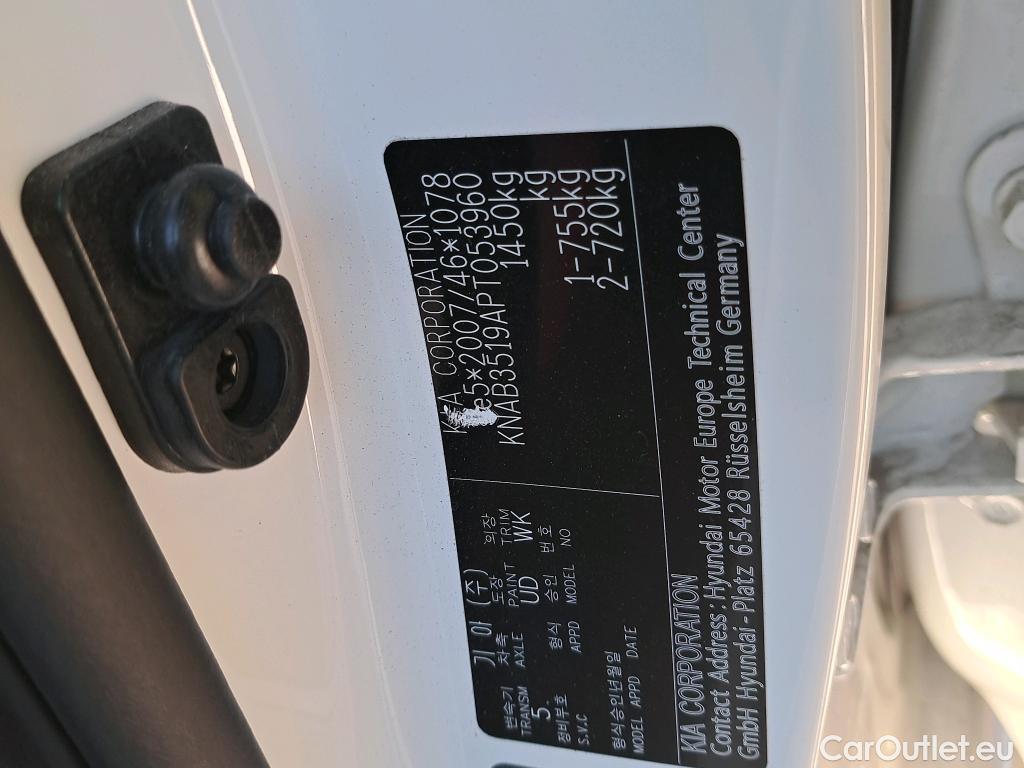 KIA CORPORATION
e5*2007/46*1078
KNAB3519APT053960
1450kg
kg
1-755kg
2-720kg
기아 (주)
변속기 차축 도장 외장
TRANSM AXLE PAINT TRIM
5 UD WK
정비부호 형식 승인 번호
S.V.C APPD MODEL NO
형식승인년월일
MODEL APPD DATE
KIA CORPORATION
Contact Address: Hyundai Motor Europe Technical Center
GmbH Hyundai-Platz 65428 Rüsselsheim Germany
CarOutlet.eu